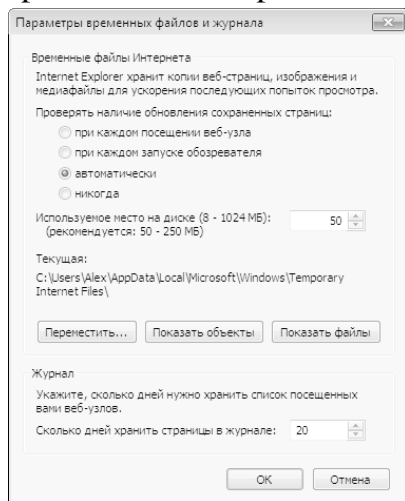 Параметры временных файлов и журнала
Временные файлы Интернета
Internet Explorer хранит копии веб-страниц, изображения и
медиафайлы для ускорения последующих попыток просмотра.
Проверять наличие обновления сохраненных страниц:
при каждом посещении веб-узла
при каждом запуске обозревателя
автоматически
никогда
Используемое место на диске (8 - 1024 МБ): 50
(рекомендуется: 50 - 250 МБ)
Текущая:
C:\Users\Alex\AppData\Local\Microsoft\Windows\Temporary
Internet Files\
Переместить... Показать объекты Показать файлы
Журнал
Укажите, сколько дней нужно хранить список посещенных
вами веб-узлов.
Сколько дней хранить страницы в журнале: 20
ОК Отмена